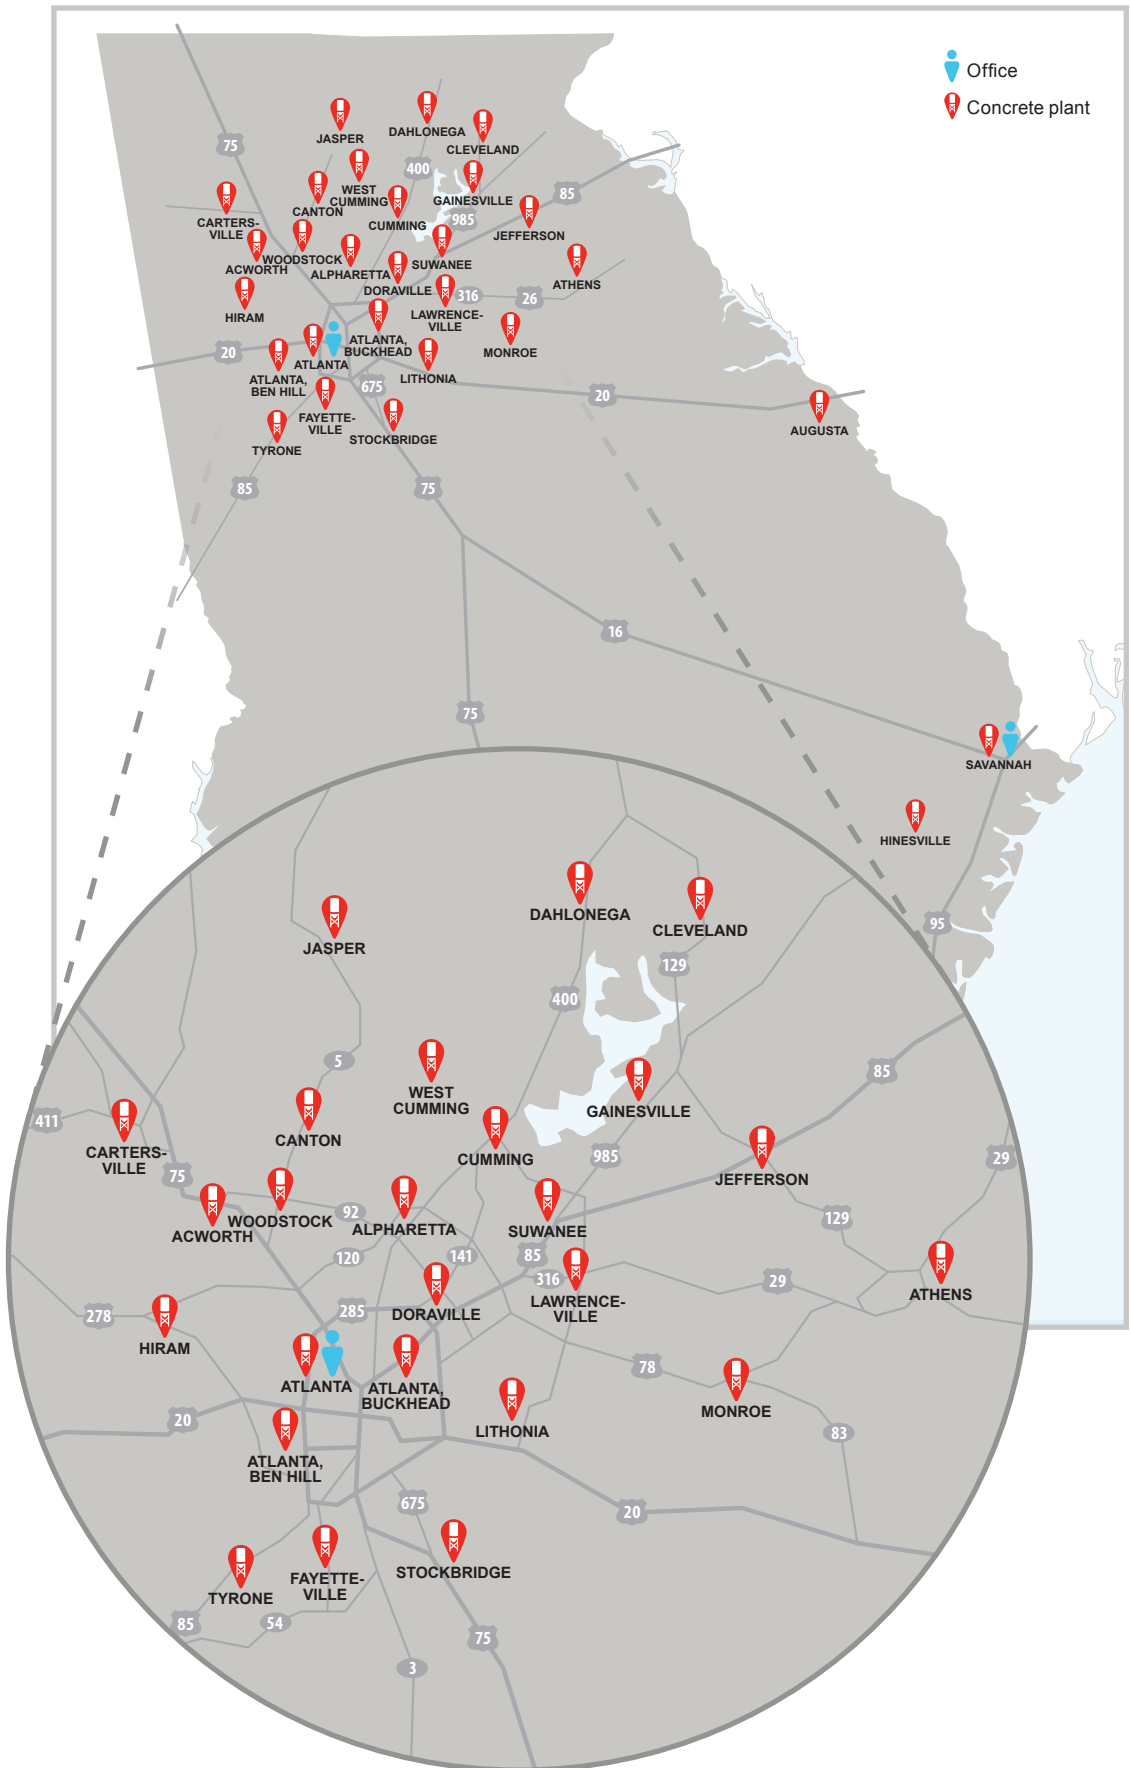 Office
Concrete plant
JASPER
DAHLONEGA
CLEVELAND
75
400
WEST
CUMMING
GAINESVILLE
85
CANTON
CARTERS-
VILLE
CUMMING
985
JEFFERSON
WOODSTOCK
ACWORTH
ALPHARETTA
SUWANEE
DORAVILLE
ATHENS
HIRAM
LAWRENCE-
VILLE
316
26
ATLANTA,
BUCKHEAD
MONROE
20
ATLANTA
LITHONIA
ATLANTA,
BEN HILL
675
20
FAYETTE-
VILLE
STOCKBRIDGE
AUGUSTA
TYRONE
85
75
16
75
SAVANNAH
HINESVILLE
95
DAHLONEGA
CLEVELAND
JASPER
129
400
5
WEST
CUMMING
85
GAINESVILLE
411
CANTON
CARTERS-
VILLE
CUMMING
985
29
75
JEFFERSON
92
129
WOODSTOCK
ACWORTH
ALPHARETTA
SUWANEE
120
141
85
316
29
ATHENS
LAWRENCE-
VILLE
278
285
DORAVILLE
HIRAM
78
ATLANTA
ATLANTA,
BUCKHEAD
MONROE
20
LITHONIA
83
ATLANTA,
BEN HILL
675
20
STOCKBRIDGE
FAYETTE-
VILLE
TYRONE
85
54
75
3